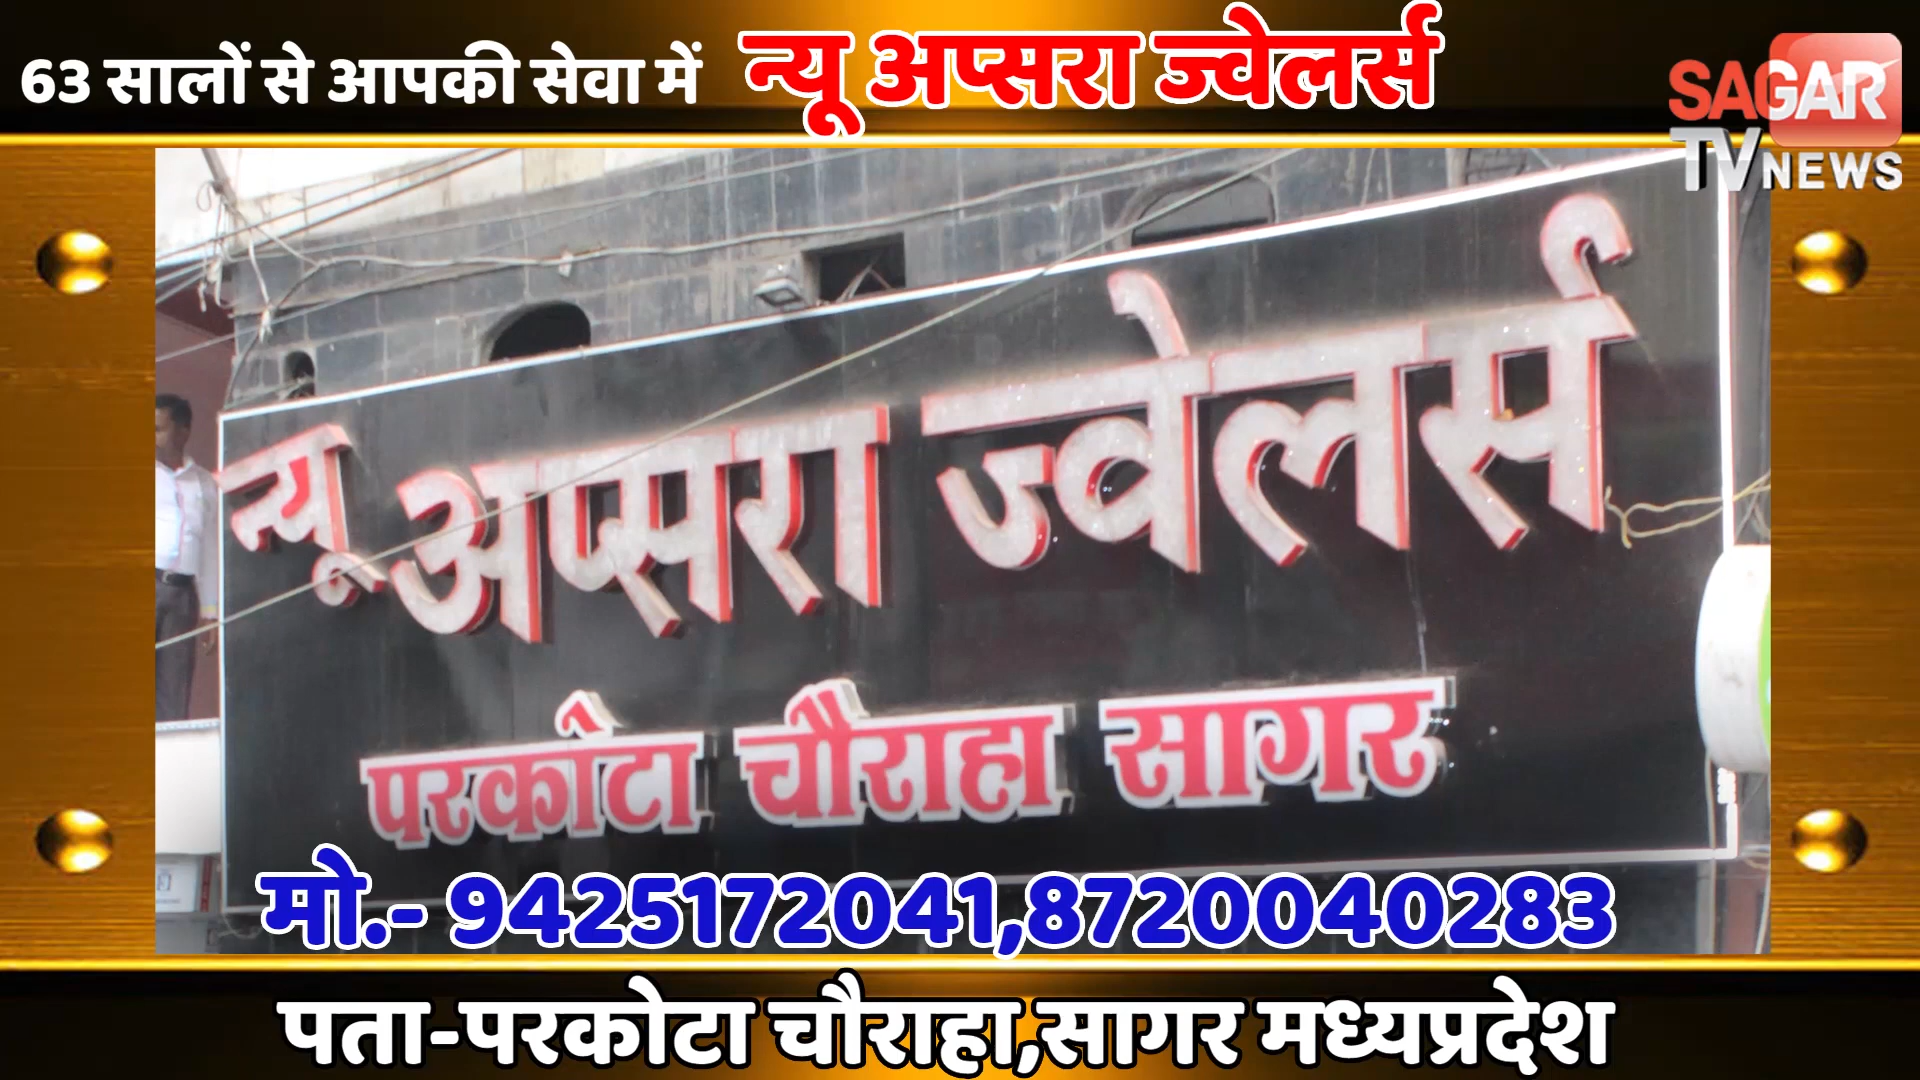 63 सालों से आपकी सेवा में न्यू अप्सरा ज्वेलर्स
SAGAR
TV NEWS
न्यू अप्सरा ज्वेलर्स
परकोटा चौराहा सागर
मो.- 9425172041,8720040283
पता-परकोटा चौराहा,सागर मध्यप्रदेश